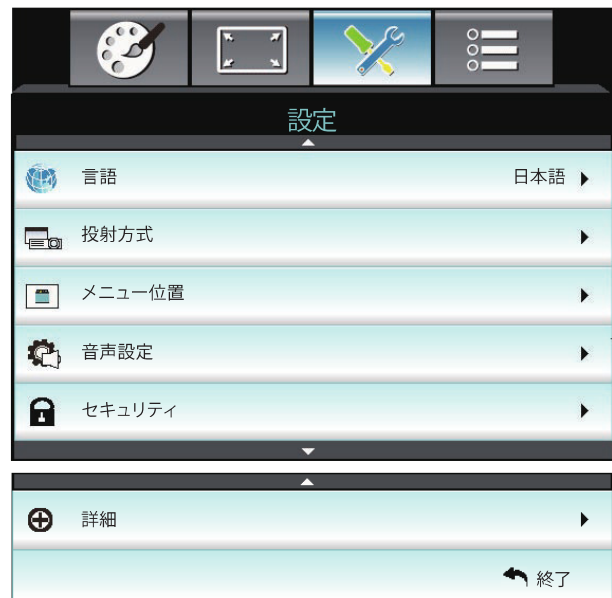 設定
言語 日本語
投射方式
メニュー位置
音声設定
セキュリティ
詳細
終了